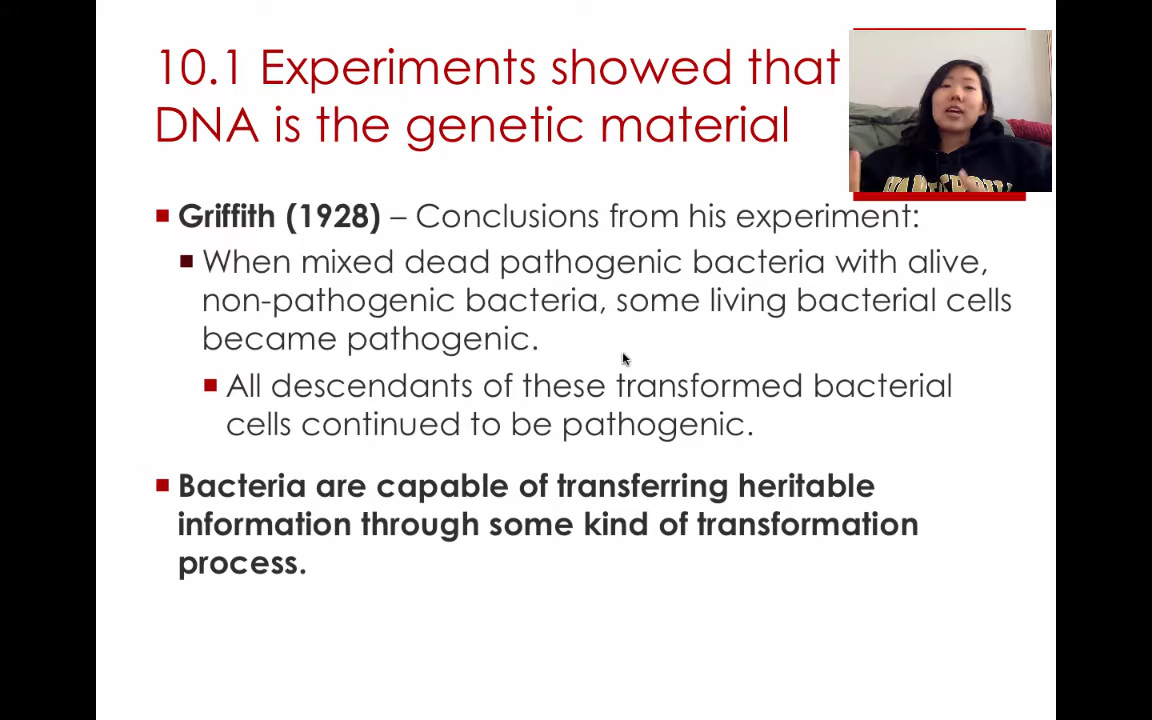 10.1 Experiments showed that
DNA is the genetic material
Griffith (1928) – Conclusions from his experiment:
When mixed dead pathogenic bacteria with alive,
non-pathogenic bacteria, some living bacterial cells
became pathogenic.
All descendants of these transformed bacterial
cells continued to be pathogenic.
Bacteria are capable of transferring heritable
information through some kind of transformation
process.